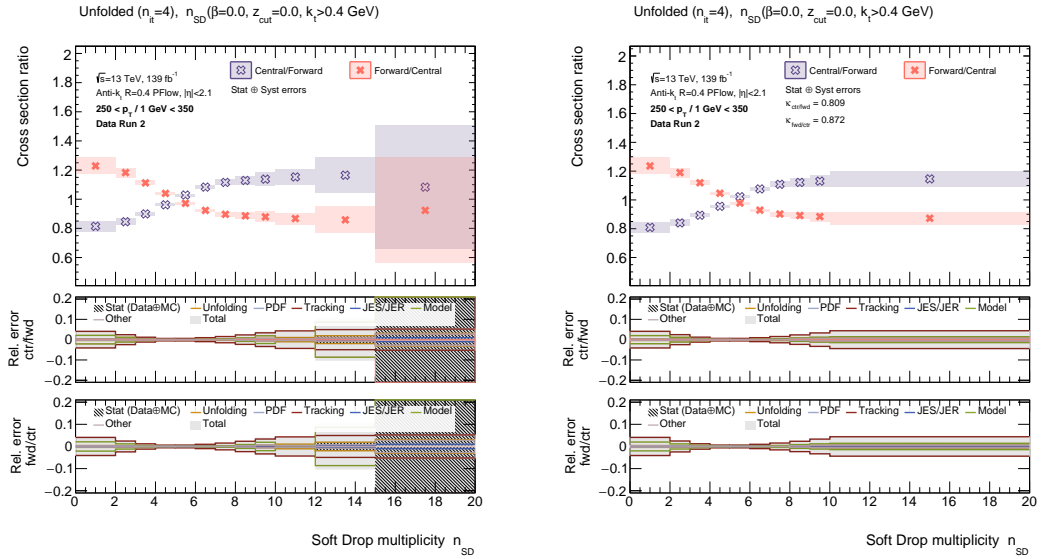 Unfolded (n_it=4), n_SD(β=0.0, z_cut=0.0, k_t>0.4 GeV)
Cross section ratio
2
1.8
1.6
1.4
1.2
1
0.8
0.6
√s=13 TeV, 139 fb⁻¹
Anti-k_t R=0.4 PFlow, |η|<2.1
250 < p_T / 1 GeV < 350
Data Run 2
Central/Forward
Forward/Central
Stat ⊕ Syst errors
Rel. error
ctr/fwd
0.2
0.1
0
−0.1
−0.2
Stat (Data⊕MC) Unfolding PDF Tracking JES/JER Model
Other Total
Rel. error
fwd/ctr
0.2
0.1
0
−0.1
−0.2
Stat (Data⊕MC) Unfolding PDF Tracking JES/JER Model
Other Total
0 2 4 6 8 10 12 14 16 18 20
Soft Drop multiplicity n_SD
Unfolded (n_it=4), n_SD(β=0.0, z_cut=0.0, k_t>0.4 GeV)
Cross section ratio
2
1.8
1.6
1.4
1.2
1
0.8
0.6
√s=13 TeV, 139 fb⁻¹
Anti-k_t R=0.4 PFlow, |η|<2.1
250 < p_T / 1 GeV < 350
Data Run 2
Central/Forward
Forward/Central
Stat ⊕ Syst errors
κ_ctr/fwd = 0.809
κ_fwd/ctr = 0.872
Rel. error
ctr/fwd
0.2
0.1
0
−0.1
−0.2
Stat (Data⊕MC) Unfolding PDF Tracking JES/JER Model
Other Total
Rel. error
fwd/ctr
0.2
0.1
0
−0.1
−0.2
Stat (Data⊕MC) Unfolding PDF Tracking JES/JER Model
Other Total
0 2 4 6 8 10 12 14 16 18 20
Soft Drop multiplicity n_SD